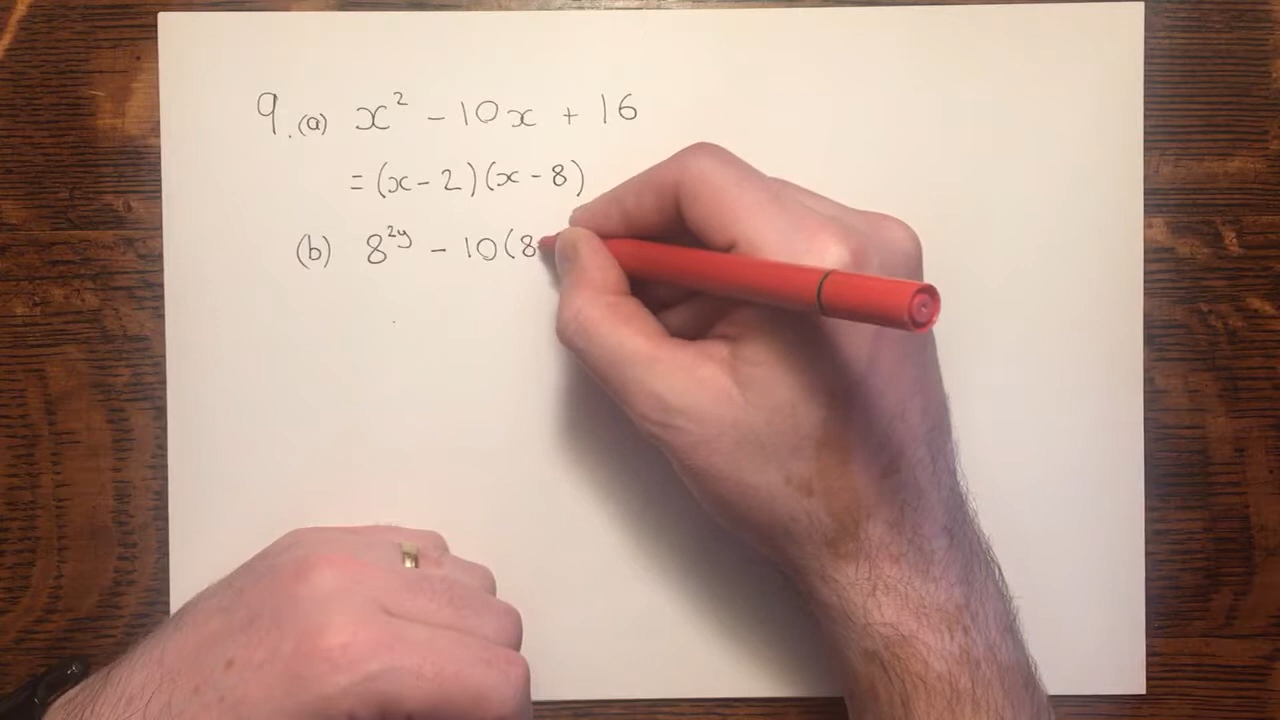 9.(a) x² - 10x + 16
= (x - 2)(x - 8)
(b) 8²ʸ - 10(8